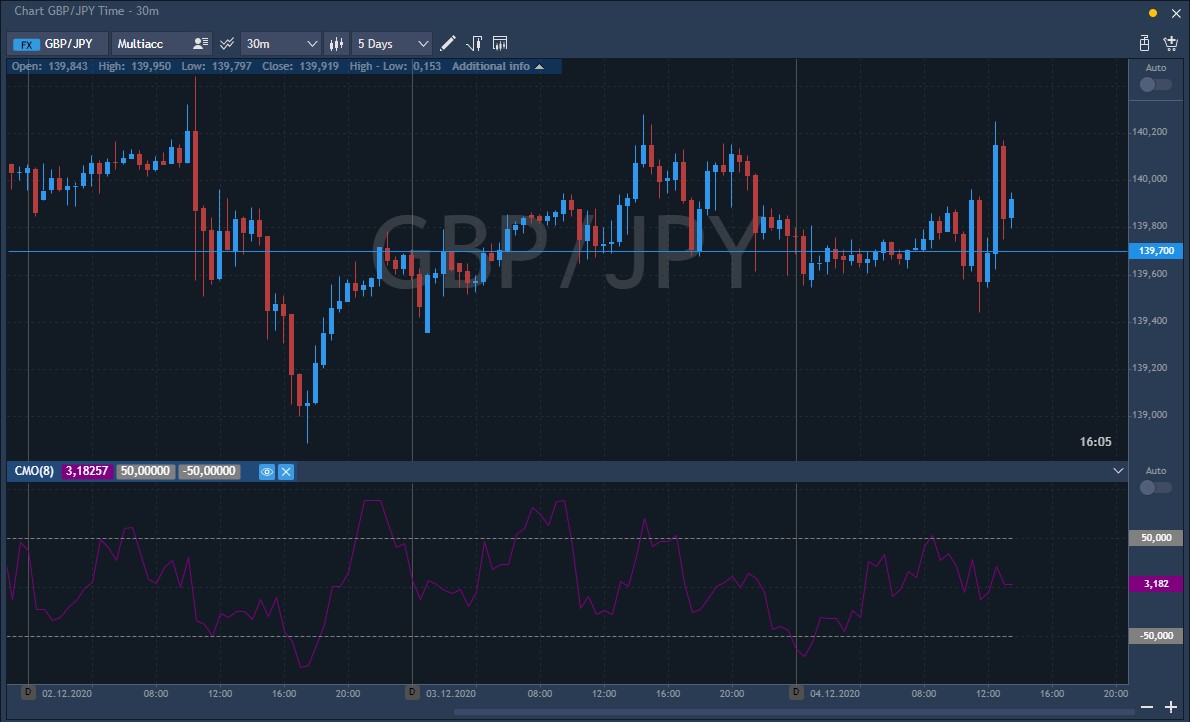 Chart GBP/JPY Time - 30m
FX GBP/JPY Multiacc 30m 5 Days
Open: 139,843 High: 139,950 Low: 139,797 Close: 139,919 High - Low: 0,153 Additional info
Auto
GBP/JPY
140,200
140,000
139,800
139,700
139,600
139,400
139,200
139,000
16:05
CMO(8) 3,18257 50,00000 -50,00000
Auto
50,000
3,182
-50,000
D 02.12.2020 08:00 12:00 16:00 20:00 D 03.12.2020 08:00 12:00 16:00 20:00 D 04.12.2020 08:00 12:00 16:00 20:00